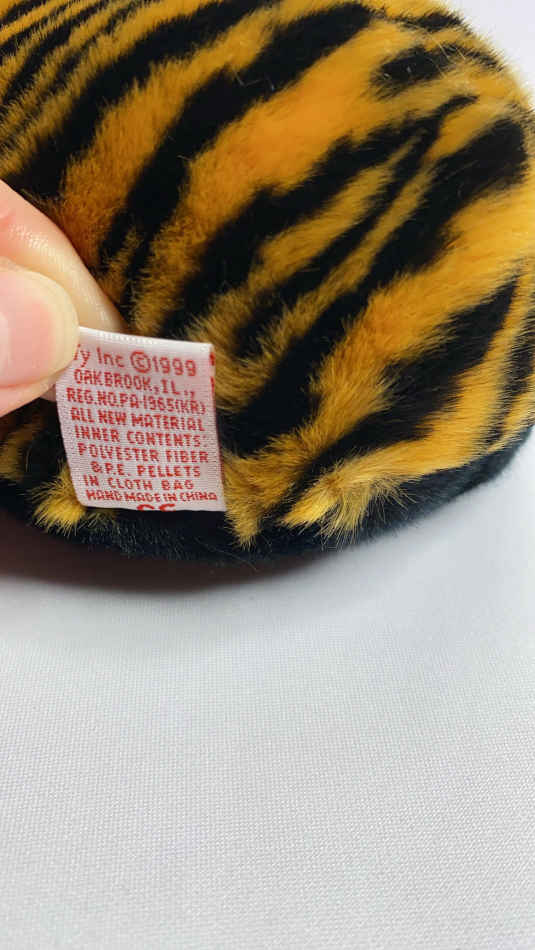 Ty Inc ©1999
OAKBROOK, IL.,
REG.NO.PA-1965(KR)
ALL NEW MATERIAL
INNER CONTENTS:
POLYESTER FIBER
& P.E. PELLETS
IN CLOTH BAG
HAND MADE IN CHINA